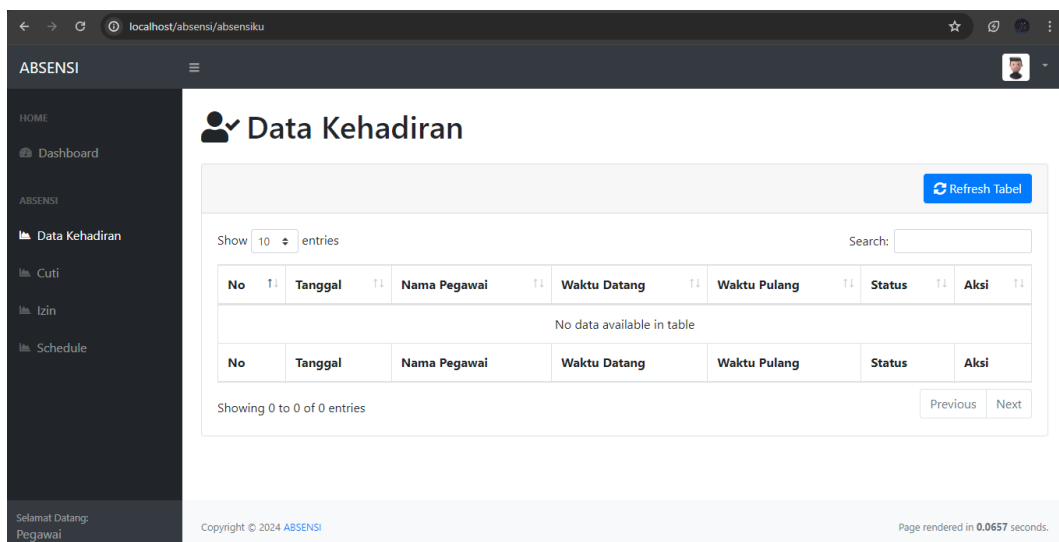 localhost/absensi/absensiku
ABSENSI
HOME
Dashboard
ABSENSI
Data Kehadiran
Cuti
Izin
Schedule
Selamat Datang:
Pegawai
Data Kehadiran
Refresh Tabel
Show 10 entries
Search:
No Tanggal Nama Pegawai Waktu Datang Waktu Pulang Status Aksi
No data available in table
No Tanggal Nama Pegawai Waktu Datang Waktu Pulang Status Aksi
Showing 0 to 0 of 0 entries
Previous Next
Copyright © 2024 ABSENSI
Page rendered in 0.0657 seconds.